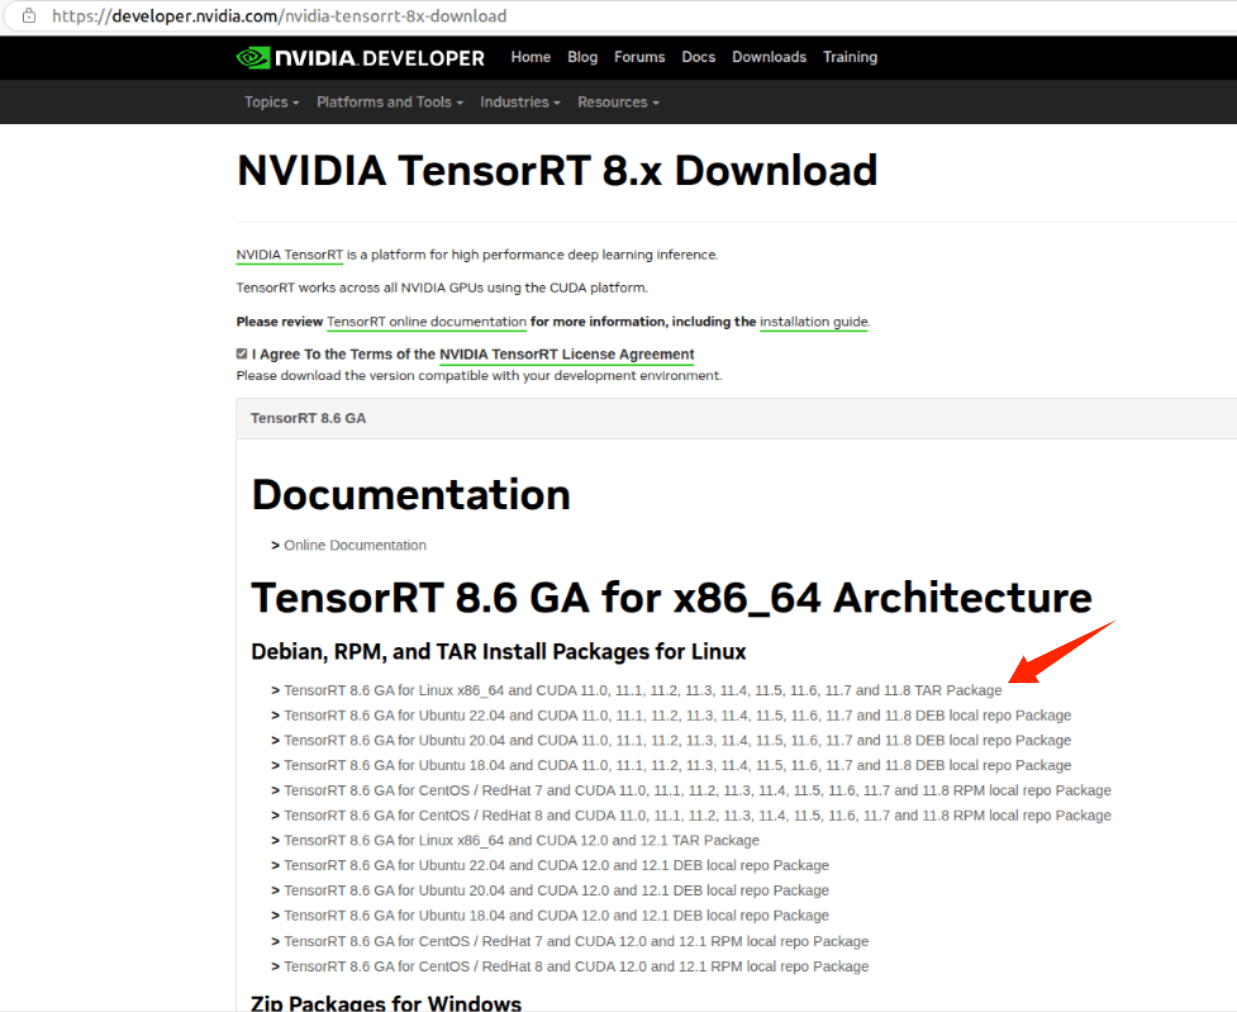 https://developer.nvidia.com/nvidia-tensorrt-8x-download
NVIDIA DEVELOPER Home Blog Forums Docs Downloads Training
Topics Platforms and Tools Industries Resources
NVIDIA TensorRT 8.x Download
NVIDIA TensorRT is a platform for high performance deep learning inference.
TensorRT works across all NVIDIA GPUs using the CUDA platform.
Please review TensorRT online documentation for more information, including the installation guide.
I Agree To the Terms of the NVIDIA TensorRT License Agreement
Please download the version compatible with your development environment.
TensorRT 8.6 GA
Documentation
> Online Documentation
TensorRT 8.6 GA for x86_64 Architecture
Debian, RPM, and TAR Install Packages for Linux
> TensorRT 8.6 GA for Linux x86_64 and CUDA 11.0, 11.1, 11.2, 11.3, 11.4, 11.5, 11.6, 11.7 and 11.8 TAR Package
> TensorRT 8.6 GA for Ubuntu 22.04 and CUDA 11.0, 11.1, 11.2, 11.3, 11.4, 11.5, 11.6, 11.7 and 11.8 DEB local repo Package
> TensorRT 8.6 GA for Ubuntu 20.04 and CUDA 11.0, 11.1, 11.2, 11.3, 11.4, 11.5, 11.6, 11.7 and 11.8 DEB local repo Package
> TensorRT 8.6 GA for Ubuntu 18.04 and CUDA 11.0, 11.1, 11.2, 11.3, 11.4, 11.5, 11.6, 11.7 and 11.8 DEB local repo Package
> TensorRT 8.6 GA for CentOS / RedHat 7 and CUDA 11.0, 11.1, 11.2, 11.3, 11.4, 11.5, 11.6, 11.7 and 11.8 RPM local repo Package
> TensorRT 8.6 GA for CentOS / RedHat 8 and CUDA 11.0, 11.1, 11.2, 11.3, 11.4, 11.5, 11.6, 11.7 and 11.8 RPM local repo Package
> TensorRT 8.6 GA for Linux x86_64 and CUDA 12.0 and 12.1 TAR Package
> TensorRT 8.6 GA for Ubuntu 22.04 and CUDA 12.0 and 12.1 DEB local repo Package
> TensorRT 8.6 GA for Ubuntu 20.04 and CUDA 12.0 and 12.1 DEB local repo Package
> TensorRT 8.6 GA for Ubuntu 18.04 and CUDA 12.0 and 12.1 DEB local repo Package
> TensorRT 8.6 GA for CentOS / RedHat 7 and CUDA 12.0 and 12.1 RPM local repo Package
> TensorRT 8.6 GA for CentOS / RedHat 8 and CUDA 12.0 and 12.1 RPM local repo Package
Zip Packages for Windows